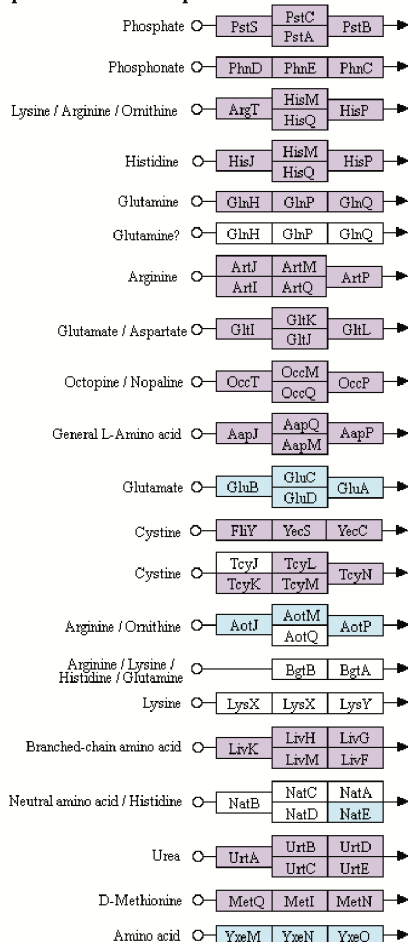 Phosphate PstS PstC PstA PstB
Phosphonate PhnD PhnE PhnC
Lysine / Arginine / Ornithine ArgT HisM HisQ HisP
Histidine HisJ HisM HisQ HisP
Glutamine GlnH GlnP GlnQ
Glutamine? GlnH GlnP GlnQ
Arginine ArtJ ArtI ArtM ArtQ ArtP
Glutamate / Aspartate GltI GltK GltJ GltL
Octopine / Nopaline OccT OccM OccQ OccP
General L-Amino acid AapJ AapQ AapM AapP
Glutamate GluB GluC GluD GluA
Cystine FliY YecS YecC
Cystine TcyJ TcyK TcyL TcyM TcyN
Arginine / Ornithine AotJ AotM AotQ AotP
Arginine / Lysine /
Histidine / Glutamine BgtB BgtA
Lysine LysX LysX LysY
Branched-chain amino acid LivK LivH LivM LivG LivF
Neutral amino acid / Histidine NatB NatC NatD NatA NatE
Urea UrtA UrtB UrtC UrtD UrtE
D-Methionine MetQ MetI MetN
Amino acid YxeM YxeN YxeO